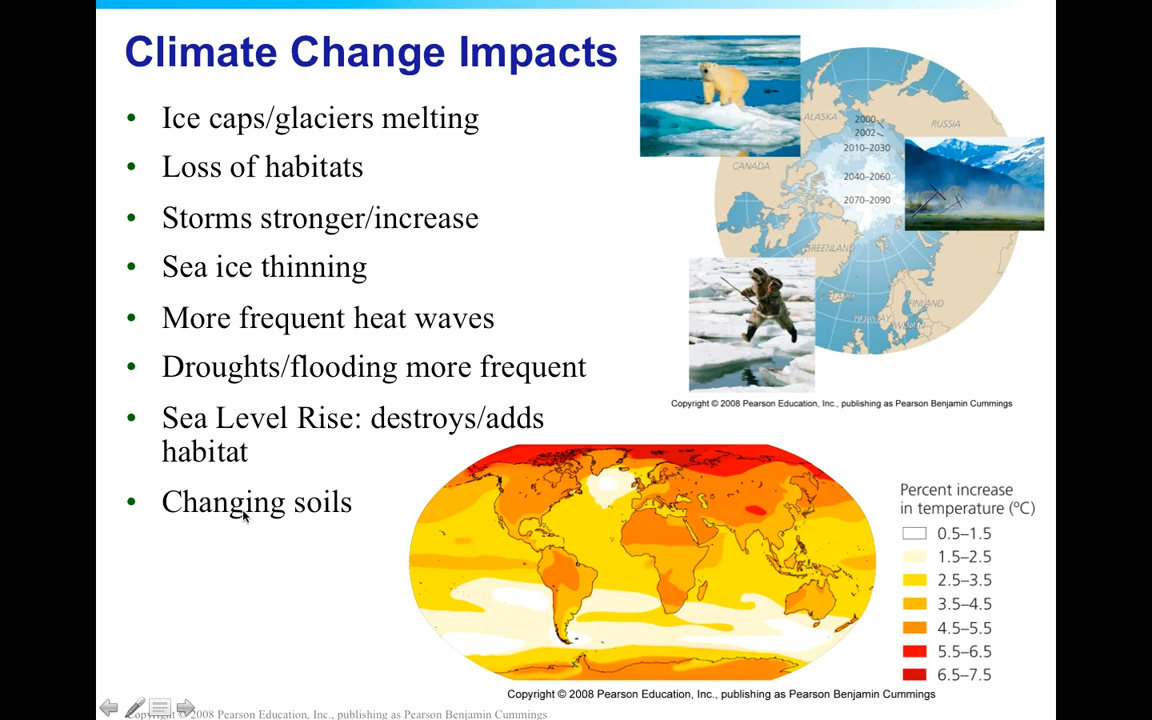 Climate Change Impacts
• Ice caps/glaciers melting
• Loss of habitats
• Storms stronger/increase
• Sea ice thinning
• More frequent heat waves
• Droughts/flooding more frequent
• Sea Level Rise: destroys/adds
habitat
• Changing soils
ALASKA
RUSSIA
CANADA
2000
2002
2010–2030
2040–2060
2070–2090
GREENLAND
FINLAND
NORWAY
SWEDEN
Copyright © 2008 Pearson Education, Inc., publishing as Pearson Benjamin Cummings
Percent increase
in temperature (ºC)
0.5–1.5
1.5–2.5
2.5–3.5
3.5–4.5
4.5–5.5
5.5–6.5
6.5–7.5
Copyright © 2008 Pearson Education, Inc., publishing as Pearson Benjamin Cummings
Copyright © 2008 Pearson Education, Inc., publishing as Pearson Benjamin Cummings